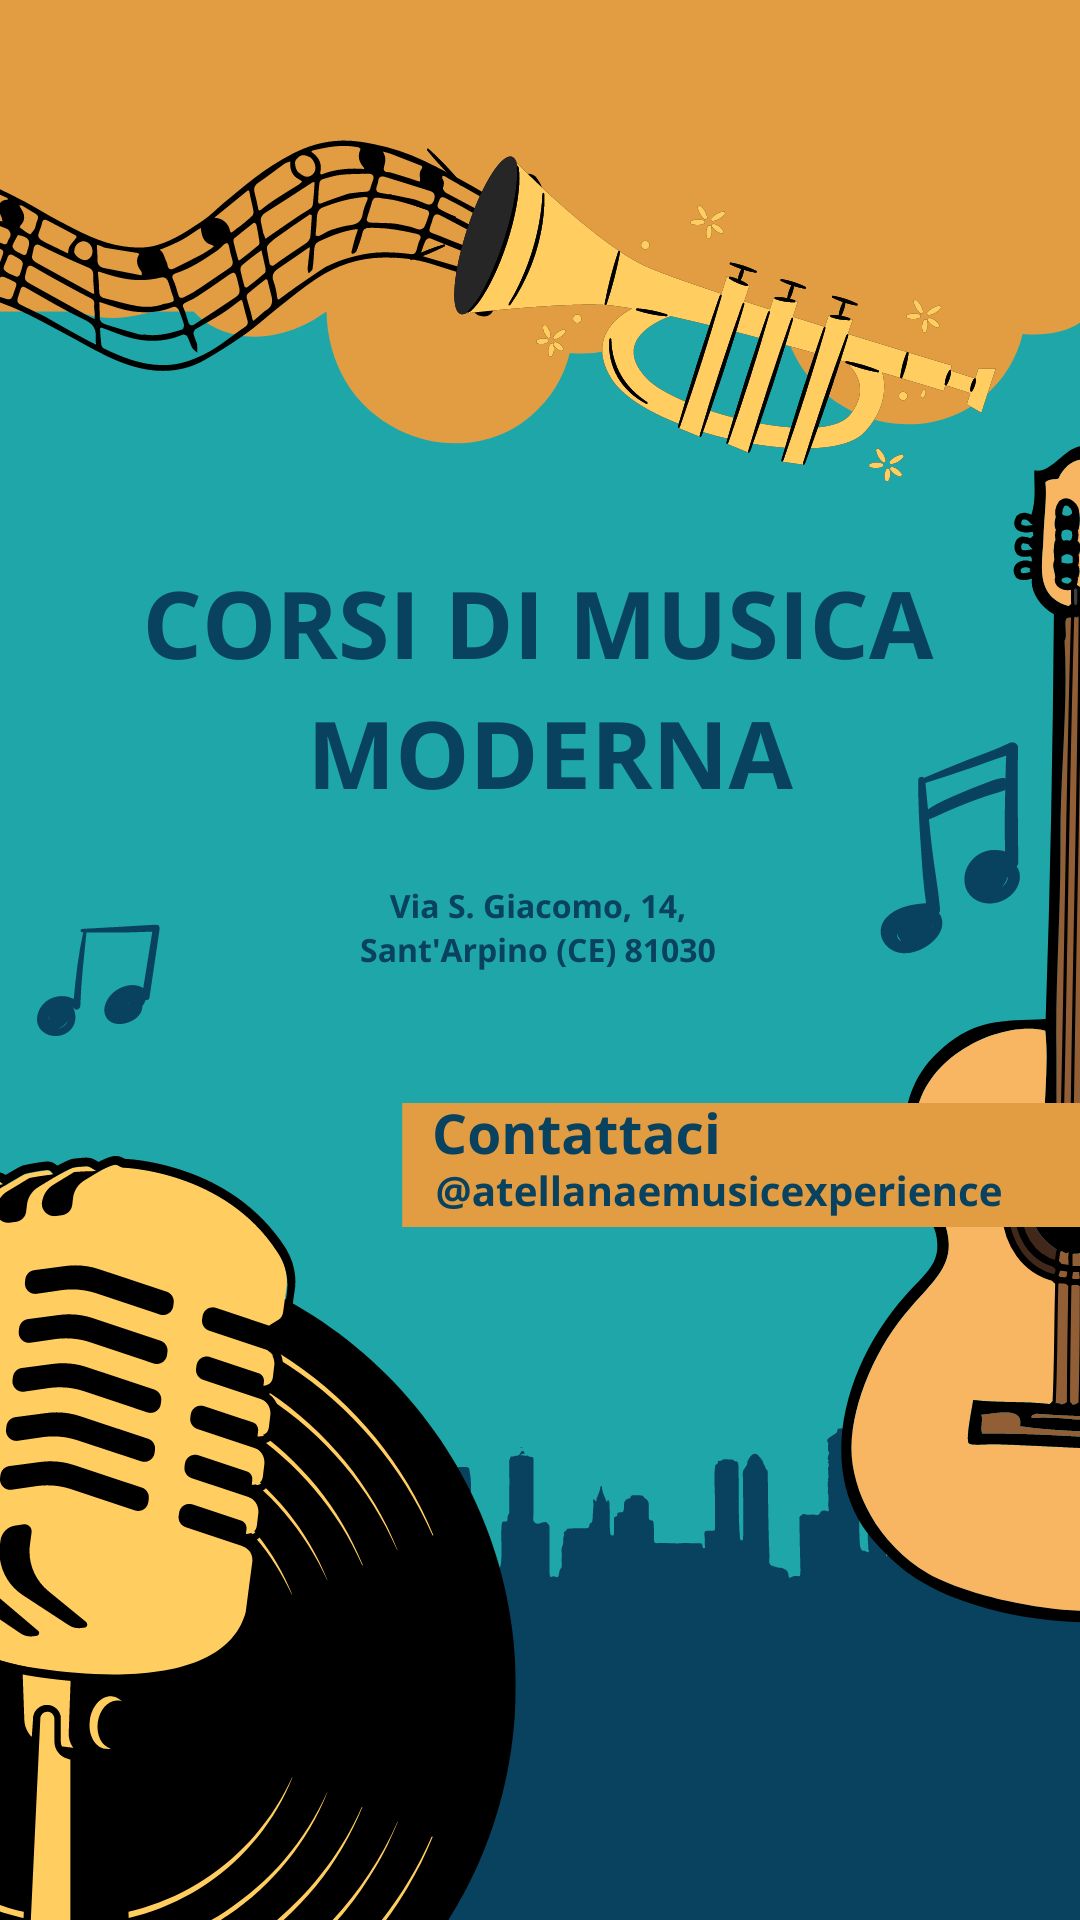 CORSI DI MUSICA
MODERNA
Via S. Giacomo, 14,
Sant'Arpino (CE) 81030
Contattaci
@atellanaemusicexperience